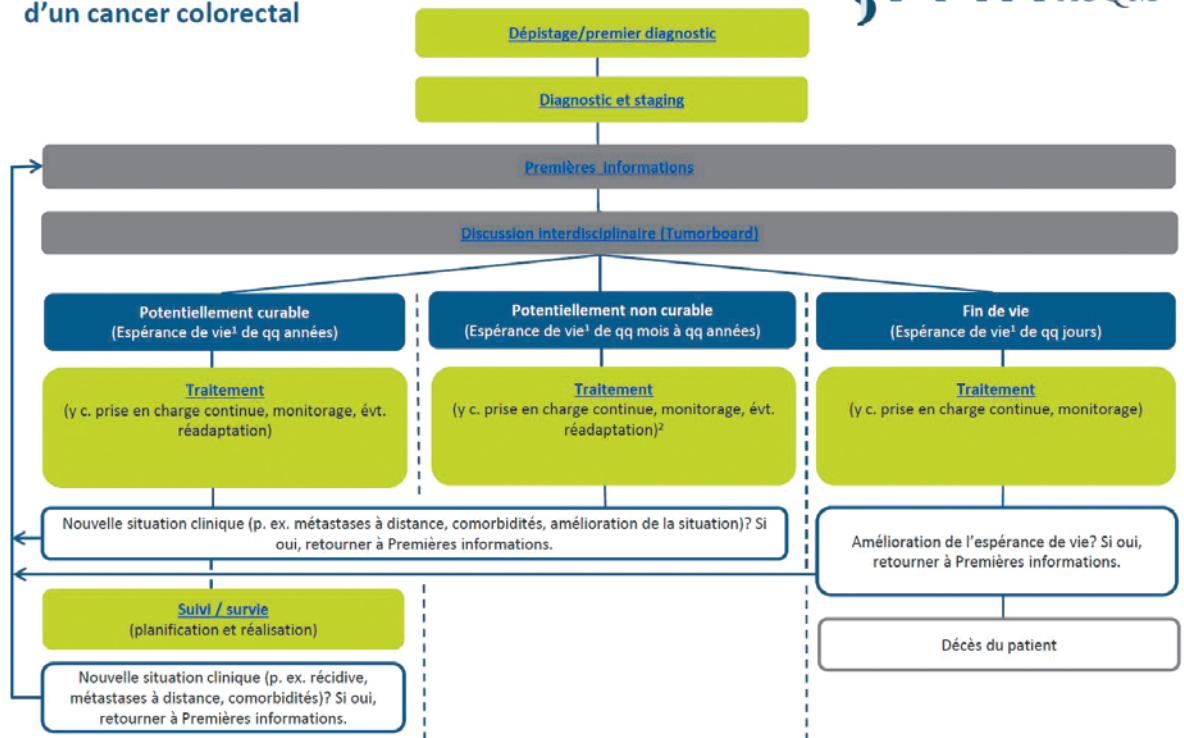 d’un cancer colorectal
Dépistage/premier diagnostic
Diagnostic et staging
Premières informations
Discussion interdisciplinaire (Tumorboard)
Potentiellement curable
(Espérance de vie¹ de qq années)
Potentiellement non curable
(Espérance de vie¹ de qq mois à qq années)
Fin de vie
(Espérance de vie¹ de qq jours)
Traitement
(y c. prise en charge continue, monitorage, évt.
réadaptation)
Traitement
(y c. prise en charge continue, monitorage, évt.
réadaptation)²
Traitement
(y c. prise en charge continue, monitorage)
Nouvelle situation clinique (p. ex. métastases à distance, comorbidités, amélioration de la situation)? Si
oui, retourner à Premières informations.
Amélioration de l’espérance de vie? Si oui,
retourner à Premières informations.
Suivi / survie
(planification et réalisation)
Décès du patient
Nouvelle situation clinique (p. ex. récidive,
métastases à distance, comorbidités)? Si oui,
retourner à Premières informations.